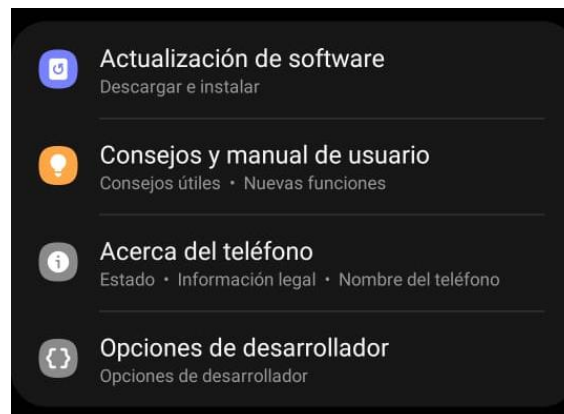 Actualización de software
Descargar e instalar
Consejos y manual de usuario
Consejos útiles • Nuevas funciones
Acerca del teléfono
Estado • Información legal • Nombre del teléfono
Opciones de desarrollador
Opciones de desarrollador